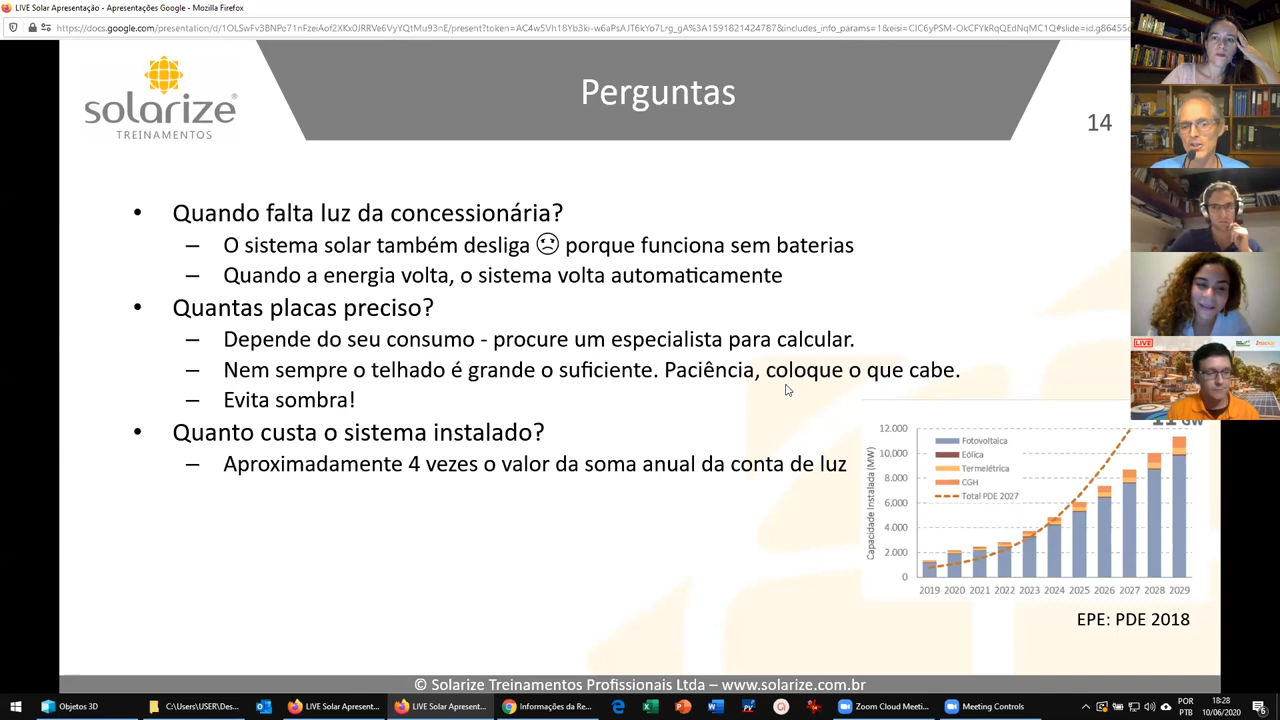 LIVE Solar Apresentação - Apresentações Google - Mozilla Firefox
solarize®
TREINAMENTOS
Perguntas
14
• Quando falta luz da concessionária?
– O sistema solar também desliga ☹ porque funciona sem baterias
– Quando a energia volta, o sistema volta automaticamente
• Quantas placas preciso?
– Depende do seu consumo - procure um especialista para calcular.
– Nem sempre o telhado é grande o suficiente. Paciência, coloque o que cabe.
– Evita sombra!
• Quanto custa o sistema instalado?
– Aproximadamente 4 vezes o valor da soma anual da conta de luz
LIVE
11 GW
Capacidade Instalada (MW)
12.000
10.000
8.000
6.000
4.000
2.000
0
Fotovoltaica
Eólica
Termelétrica
CGH
Total PDE 2027
2019 2020 2021 2022 2023 2024 2025 2026 2027 2028 2029
EPE: PDE 2018
© Solarize Treinamentos Profissionais Ltda – www.solarize.com.br
Objetos 3D
C:\Users\USER\Des...
LIVE Solar Apresent...
LIVE Solar Apresent...
Informações da Re...
Zoom Cloud Meeti...
Meeting Controls
POR
PTB
18:28
10/06/2020
6